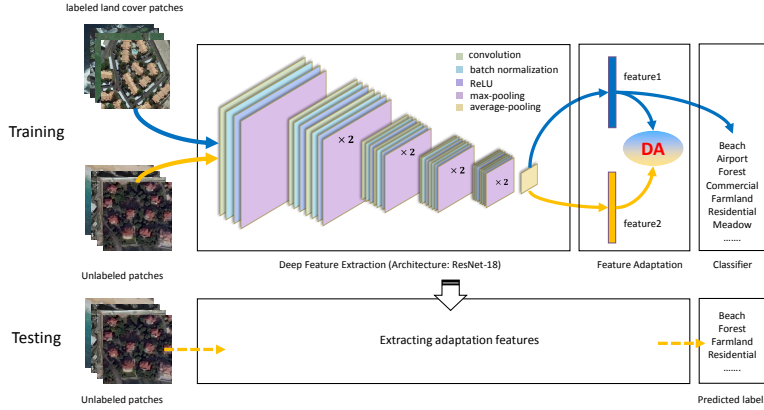 labeled land cover patches
Training
Unlabeled patches
convolution
batch normalization
ReLU
max-pooling
average-pooling
× 2
× 2
× 2
× 2
Deep Feature Extraction (Architecture: ResNet-18)
feature1
DA
feature2
Feature Adaptation
Beach
Airport
Forest
Commercial
Farmland
Residential
Meadow
…….
Classifier
Testing
Unlabeled patches
Extracting adaptation features
Beach
Forest
Farmland
Residential
…….
Predicted label